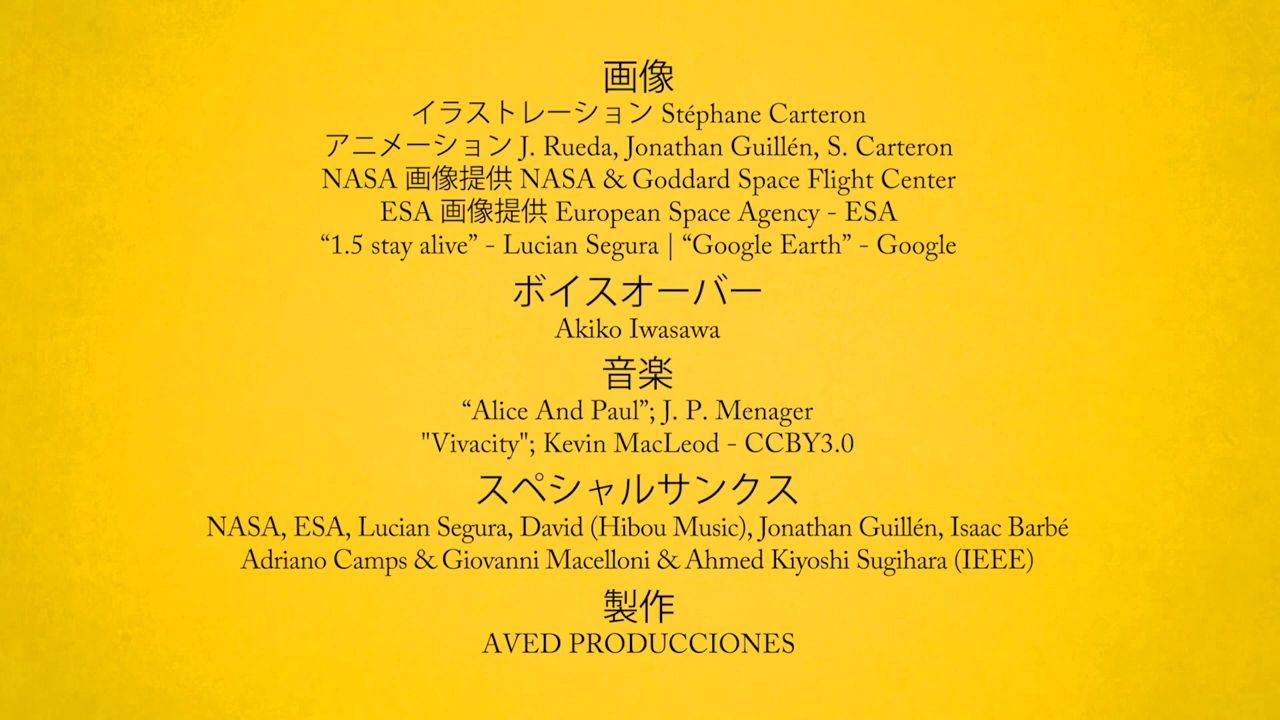 画像
イラストレーション Stéphane Carteron
アニメーション J. Rueda, Jonathan Guillén, S. Carteron
NASA 画像提供 NASA & Goddard Space Flight Center
ESA 画像提供 European Space Agency - ESA
“1.5 stay alive” - Lucian Segura | “Google Earth” - Google
ボイスオーバー
Akiko Iwasawa
音楽
“Alice And Paul”; J. P. Menager
"Vivacity"; Kevin MacLeod - CCBY3.0
スペシャルサンクス
NASA, ESA, Lucian Segura, David (Hibou Music), Jonathan Guillén, Isaac Barbé
Adriano Camps & Giovanni Macelloni & Ahmed Kiyoshi Sugihara (IEEE)
製作
AVED PRODUCCIONES